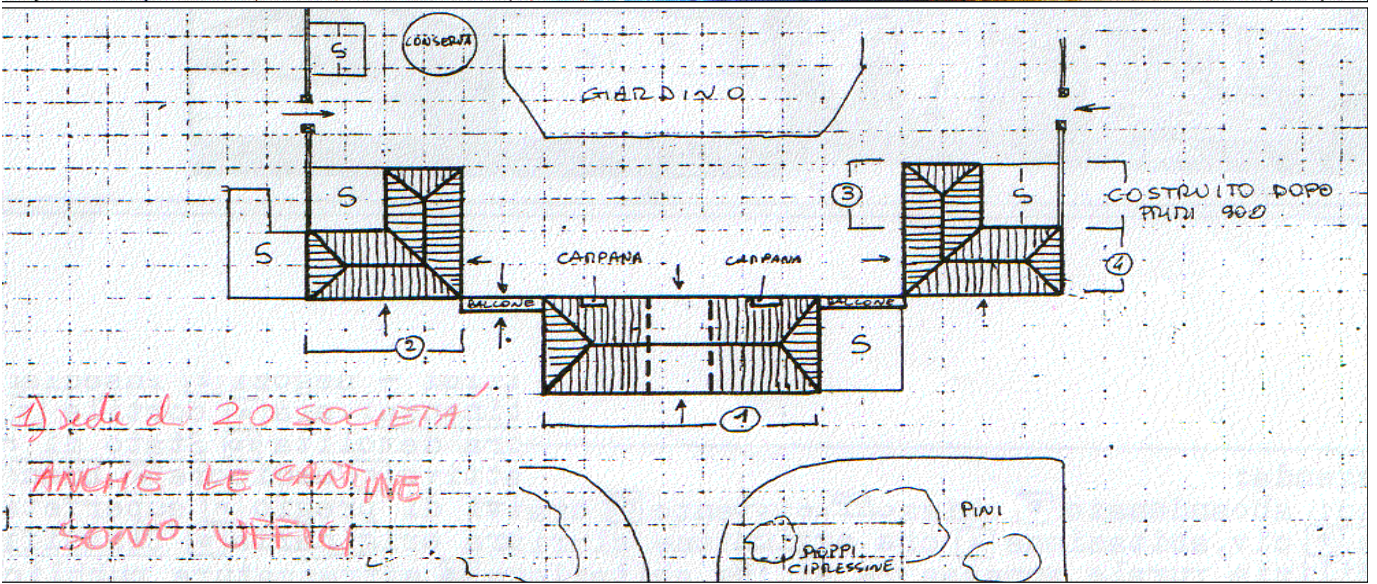 S
CONSERVA
GIARDINO
S
③
S
COSTRUITO DOPO
PRIMI 900
S
CAMPANA
CAMPANA
④
BALCONE
BALCONE
②
S
①
1) sede di 20 SOCIETÀ
ANCHE LE CANTINE
SONO UFFICI
PINI
PIOPPI
CIPRESSINE